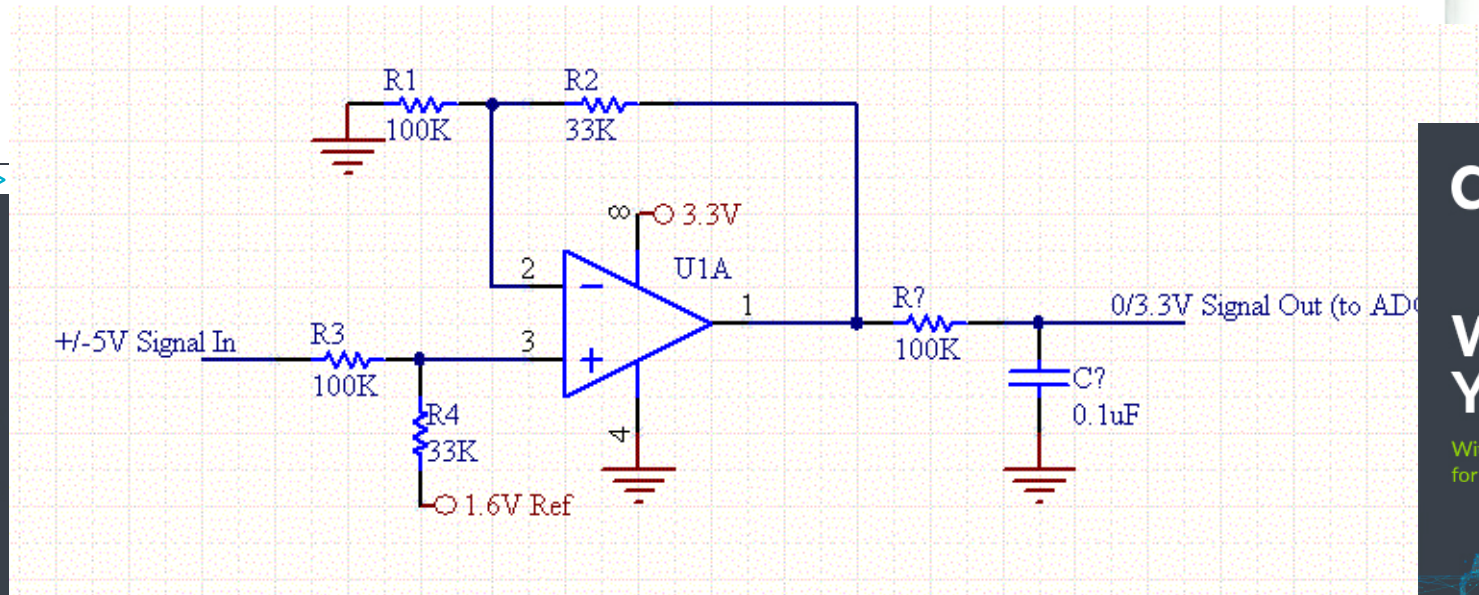 R1
100K
R2
33K
8
3.3V
U1A
2
1
3
4
+/-5V Signal In
R3
100K
R4
33K
1.6V Ref
R?
100K
0/3.3V Signal Out (to
C?
0.1uF